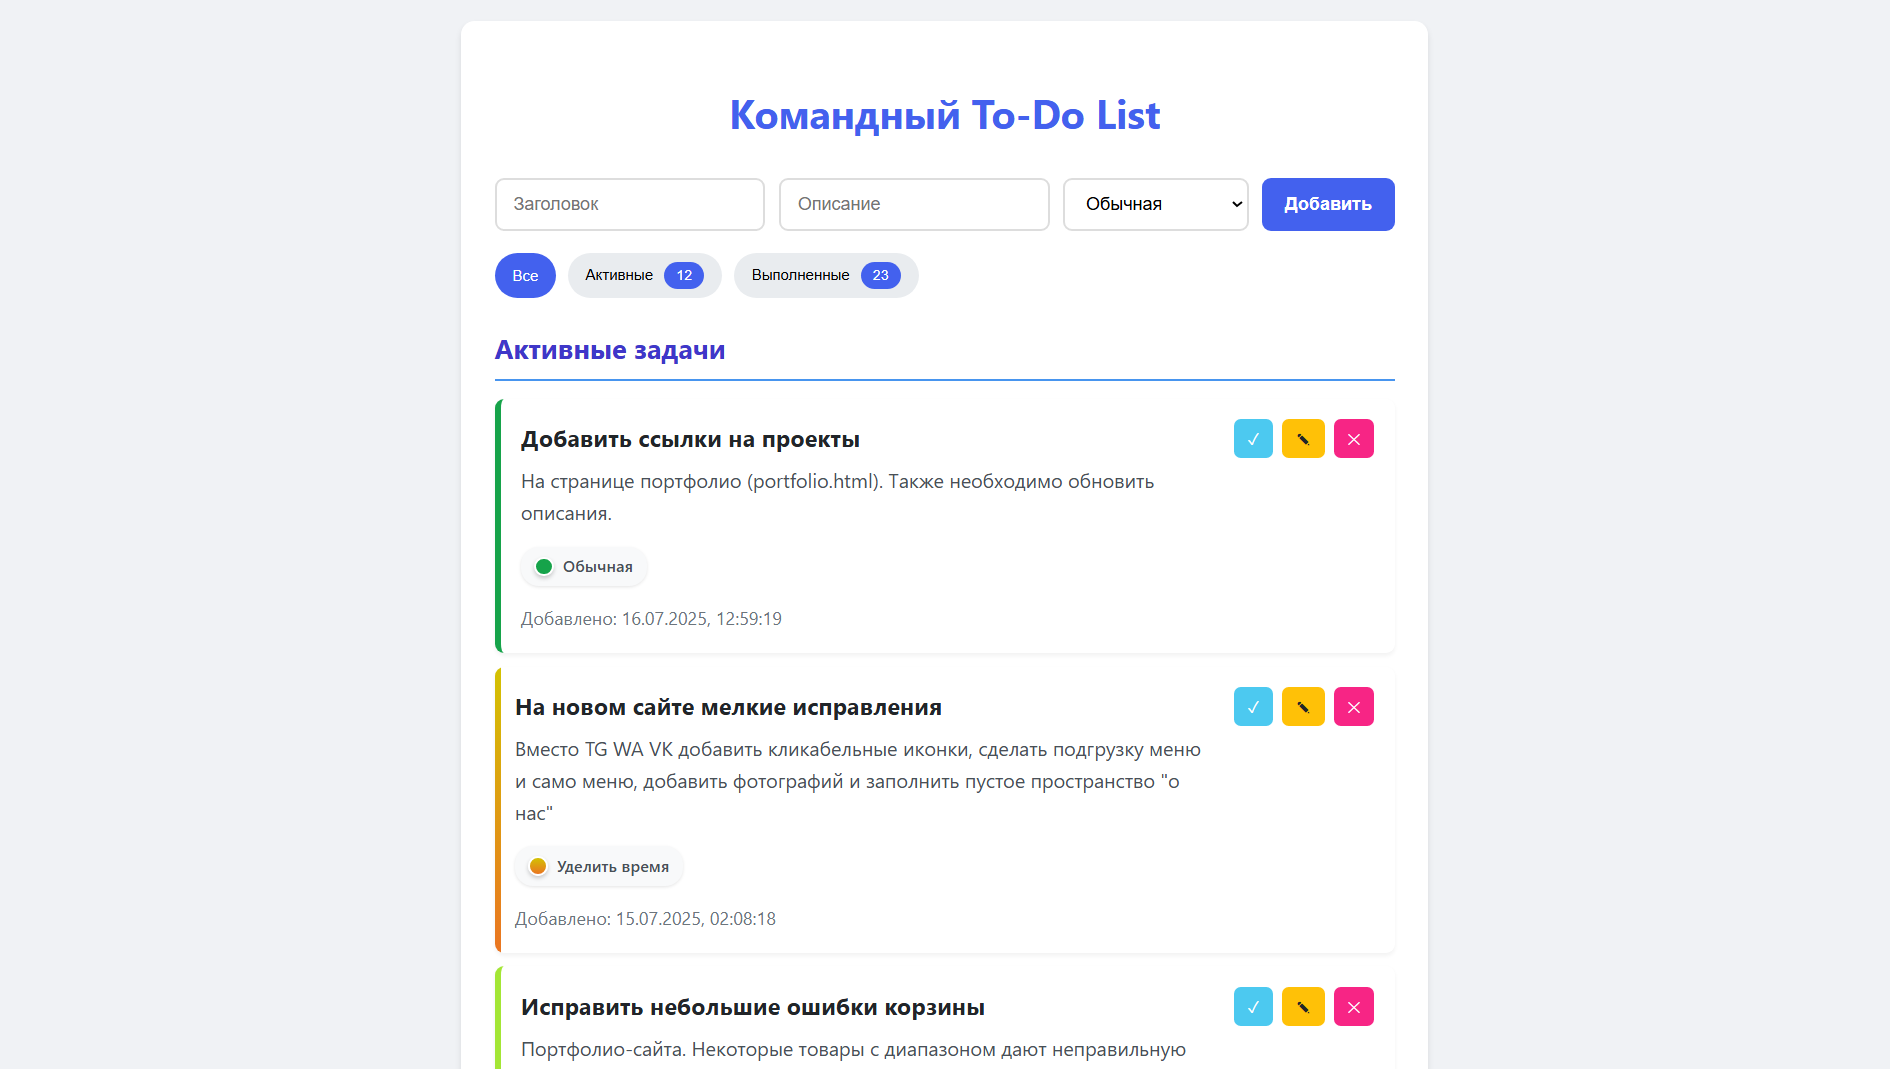 Командный To-Do List
Заголовок
Описание
Обычная
Добавить
Все
Активные 12
Выполненные 23
Активные задачи
Добавить ссылки на проекты
На странице портфолио (portfolio.html). Также необходимо обновить
описания.
Обычная
Добавлено: 16.07.2025, 12:59:19
На новом сайте мелкие исправления
Вместо TG WA VK добавить кликабельные иконки, сделать подгрузку меню
и само меню, добавить фотографий и заполнить пустое пространство "о
нас"
Уделить время
Добавлено: 15.07.2025, 02:08:18
Исправить небольшие ошибки корзины
Портфолио-сайта. Некоторые товары с диапазоном дают неправильную